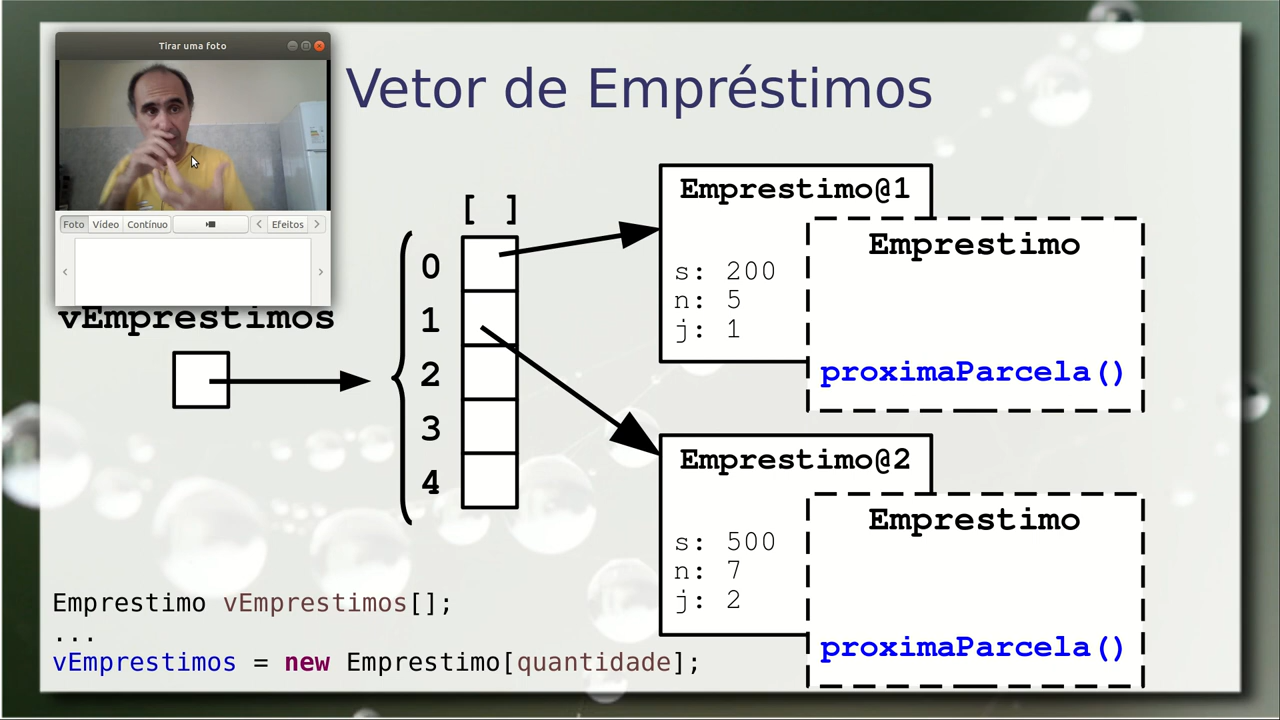 Tirar uma foto
Foto Vídeo Contínuo Efeitos
Vetor de Empréstimos
vEmprestimos
[ ]
0
1
2
3
4
Emprestimo@1
s: 200
n: 5
j: 1
Emprestimo
proximaParcela()
Emprestimo@2
s: 500
n: 7
j: 2
Emprestimo
proximaParcela()
Emprestimo vEmprestimos[];
...
vEmprestimos = new Emprestimo[quantidade];